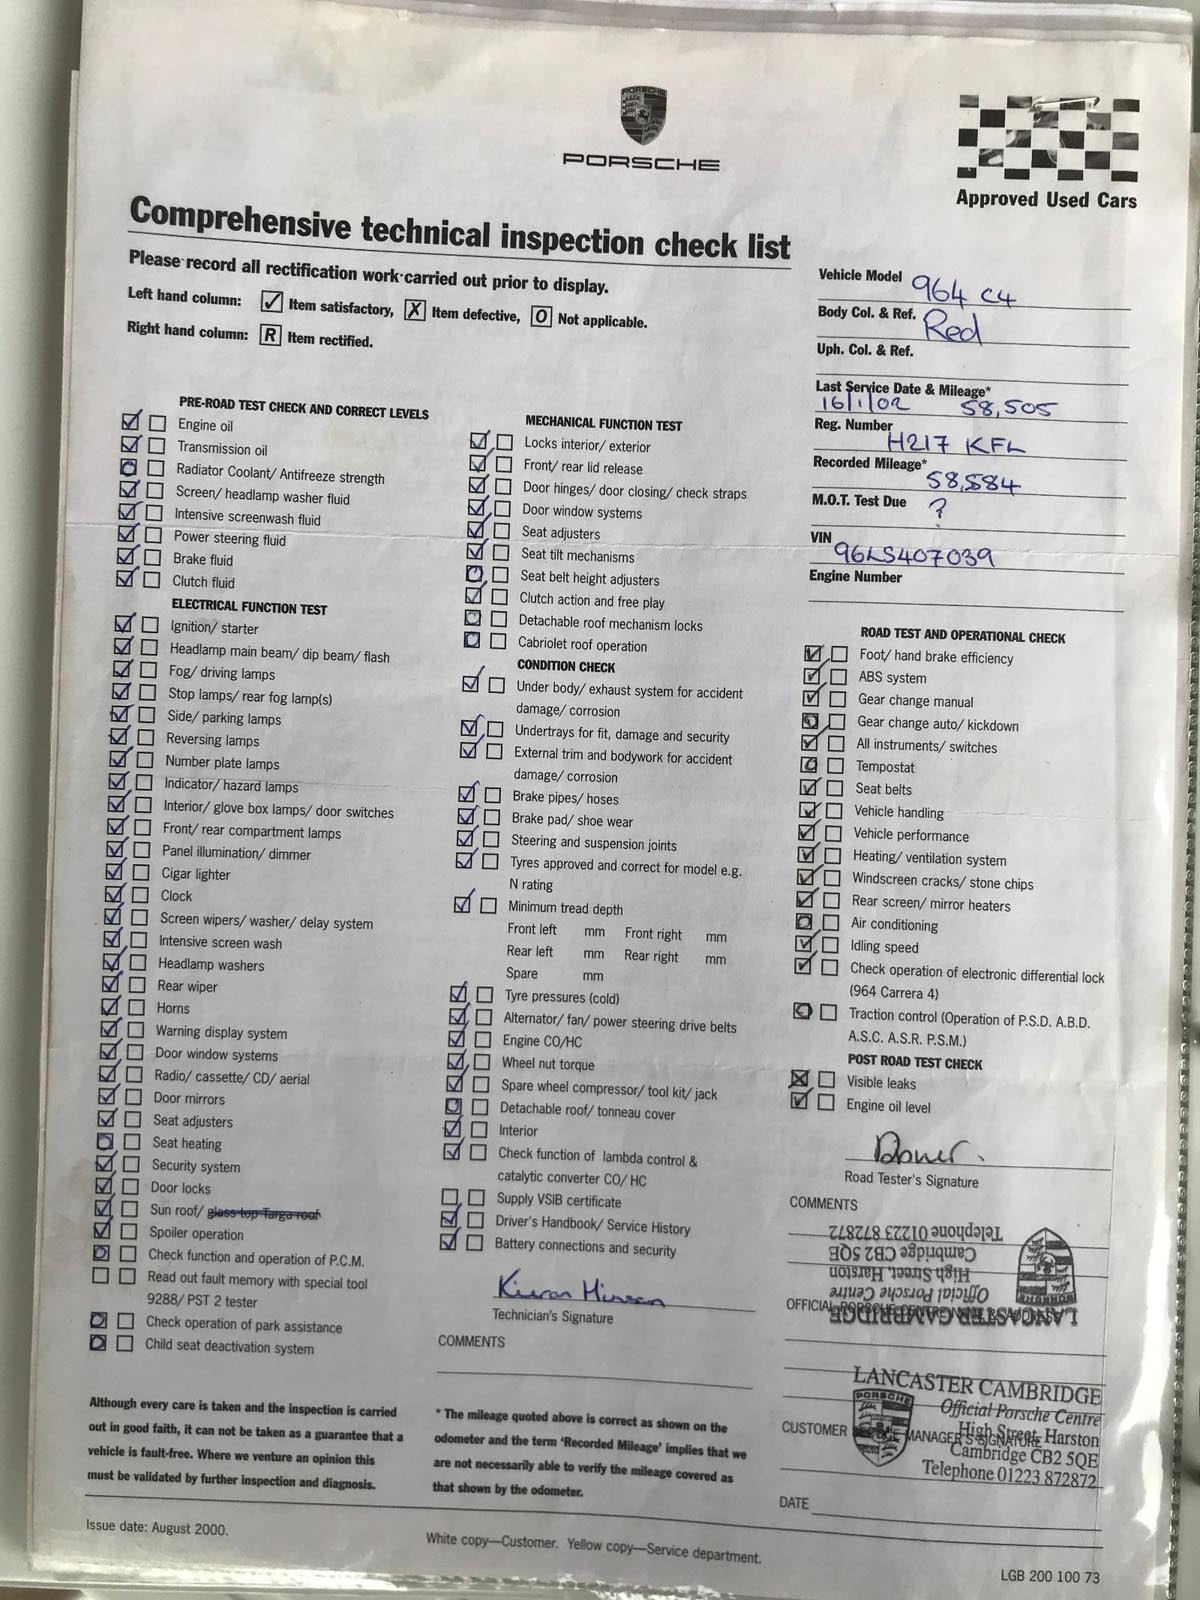 PORSCHE
Approved Used Cars
Comprehensive technical inspection check list
Please record all rectification work carried out prior to display.
Left hand column: ✓ Item satisfactory, X Item defective, O Not applicable.
Right hand column: R Item rectified.
Vehicle Model 964 C4
Body Col. & Ref. Red
Uph. Col. & Ref.
Last Service Date & Mileage*
16/1/02 58,505
Reg. Number
H217 KFL
Recorded Mileage*
58,584
M.O.T. Test Due ?
VIN
96LS407039
Engine Number
PRE-ROAD TEST CHECK AND CORRECT LEVELS
Engine oil
Transmission oil
Radiator Coolant/ Antifreeze strength
Screen/ headlamp washer fluid
Intensive screenwash fluid
Power steering fluid
Brake fluid
Clutch fluid
ELECTRICAL FUNCTION TEST
Ignition/ starter
Headlamp main beam/ dip beam/ flash
Fog/ driving lamps
Stop lamps/ rear fog lamp(s)
Side/ parking lamps
Reversing lamps
Number plate lamps
Indicator/ hazard lamps
Interior/ glove box lamps/ door switches
Front/ rear compartment lamps
Panel illumination/ dimmer
Cigar lighter
Clock
Screen wipers/ washer/ delay system
Intensive screen wash
Headlamp washers
Rear wiper
Horns
Warning display system
Door window systems
Radio/ cassette/ CD/ aerial
Door mirrors
Seat adjusters
Seat heating
Security system
Door locks
Sun roof/ glass top Targa roof
Spoiler operation
Check function and operation of P.C.M.
Read out fault memory with special tool
9288/ PST 2 tester
Check operation of park assistance
Child seat deactivation system
MECHANICAL FUNCTION TEST
Locks interior/ exterior
Front/ rear lid release
Door hinges/ door closing/ check straps
Door window systems
Seat adjusters
Seat tilt mechanisms
Seat belt height adjusters
Clutch action and free play
Detachable roof mechanism locks
Cabriolet roof operation
CONDITION CHECK
Under body/ exhaust system for accident
damage/ corrosion
Undertrays for fit, damage and security
External trim and bodywork for accident
damage/ corrosion
Brake pipes/ hoses
Brake pad/ shoe wear
Steering and suspension joints
Tyres approved and correct for model e.g.
N rating
Minimum tread depth
Front left mm Front right mm
Rear left mm Rear right mm
Spare mm
Tyre pressures (cold)
Alternator/ fan/ power steering drive belts
Engine CO/HC
Wheel nut torque
Spare wheel compressor/ tool kit/ jack
Detachable roof/ tonneau cover
Interior
Check function of lambda control &
catalytic converter CO/ HC
Supply VSIB certificate
Driver's Handbook/ Service History
Battery connections and security
Technician's Signature
COMMENTS
ROAD TEST AND OPERATIONAL CHECK
Foot/ hand brake efficiency
ABS system
Gear change manual
Gear change auto/ kickdown
All instruments/ switches
Tempostat
Seat belts
Vehicle handling
Vehicle performance
Heating/ ventilation system
Windscreen cracks/ stone chips
Rear screen/ mirror heaters
Air conditioning
Idling speed
Check operation of electronic differential lock
(964 Carrera 4)
Traction control (Operation of P.S.D. A.B.D.
A.S.C. A.S.R. P.S.M.)
POST ROAD TEST CHECK
Visible leaks
Engine oil level
Road Tester's Signature
COMMENTS
LANCASTER CAMBRIDGE
Official Porsche Centre
High Street, Harston
Cambridge CB2 5QE
Telephone 01223 872872
OFFICIAL PORSCHE CENTRE
LANCASTER CAMBRIDGE
PORSCHE
Official Porsche Centre
High Street, Harston
Cambridge CB2 5QE
Telephone 01223 872872
CUSTOMER MANAGER'S SIGNATURE
DATE
Although every care is taken and the inspection is carried
out in good faith, it can not be taken as a guarantee that a
vehicle is fault-free. Where we venture an opinion this
must be validated by further inspection and diagnosis.
* The mileage quoted above is correct as shown on the
odometer and the term 'Recorded Mileage' implies that we
are not necessarily able to verify the mileage covered as
that shown by the odometer.
Issue date: August 2000.
White copy—Customer. Yellow copy—Service department.
LGB 200 100 73